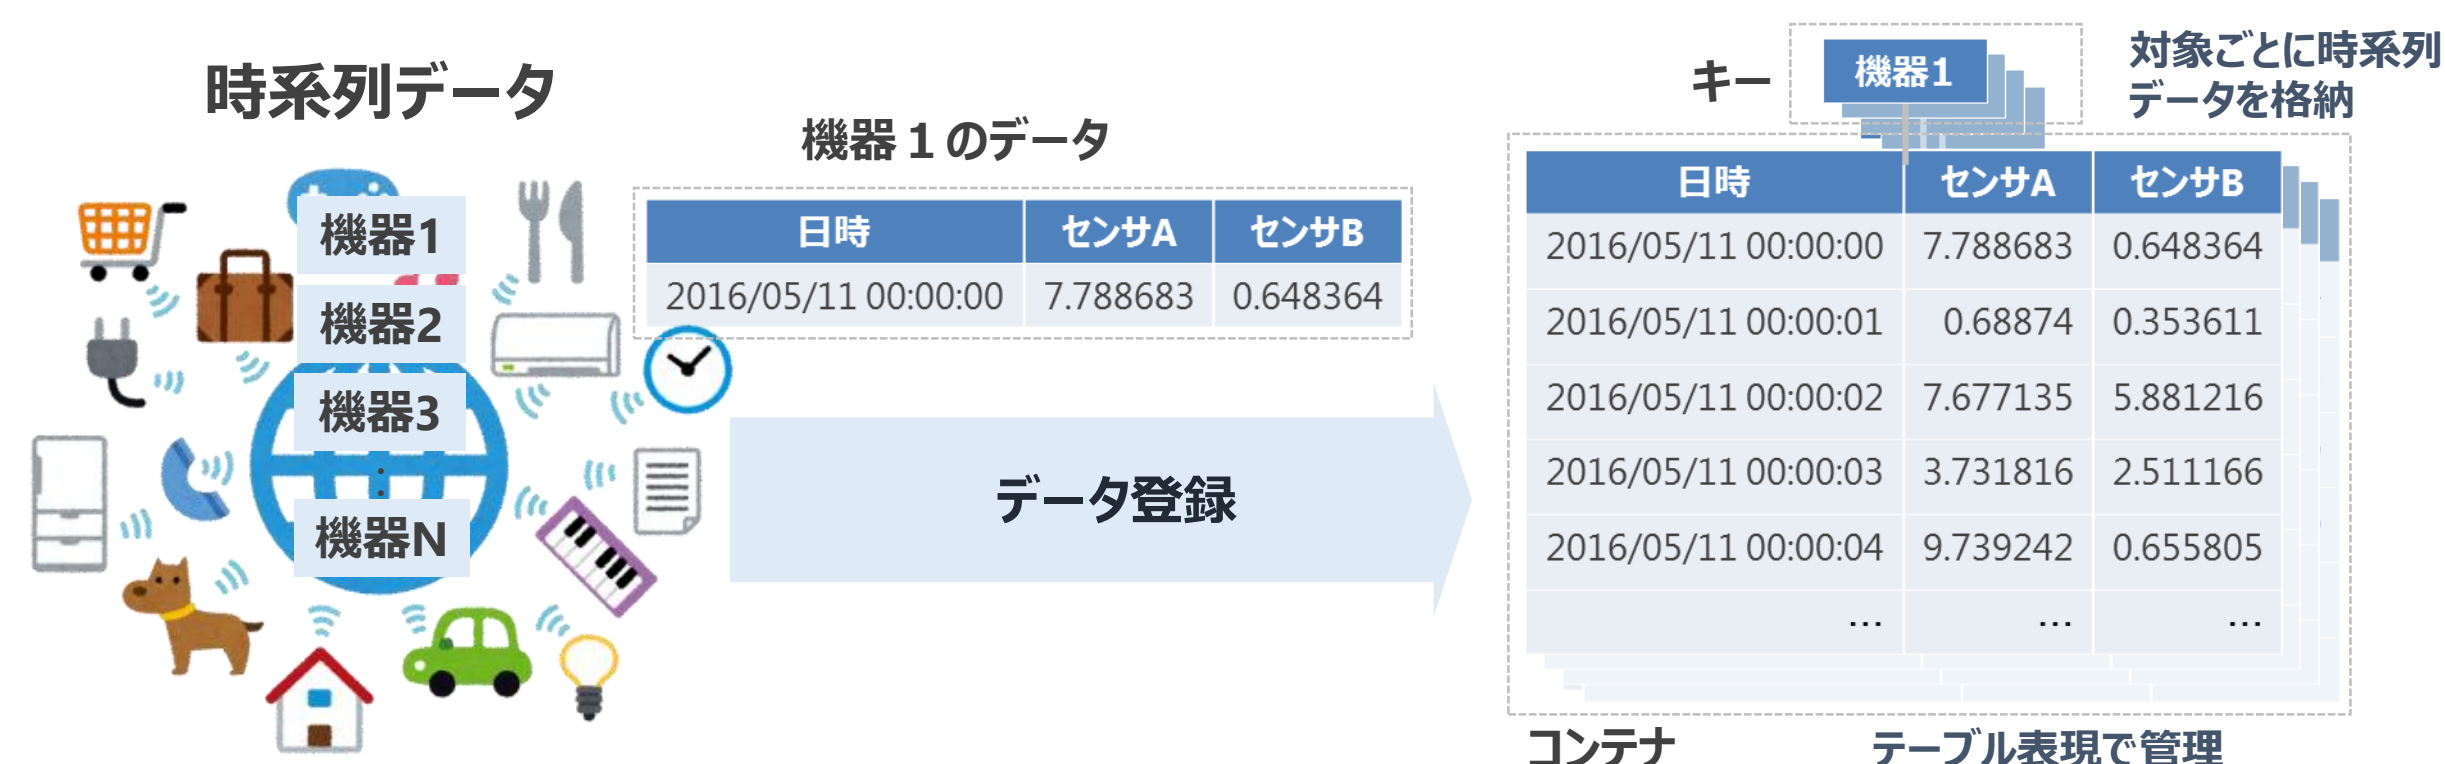 時系列データ
機器1
機器2
機器3
:
機器N
機器1のデータ
日時 センサA センサB
2016/05/11 00:00:00 7.788683 0.648364
データ登録
キー
機器1
対象ごとに時系列
データを格納
日時 センサA センサB
2016/05/11 00:00:00 7.788683 0.648364
2016/05/11 00:00:01 0.68874 0.353611
2016/05/11 00:00:02 7.677135 5.881216
2016/05/11 00:00:03 3.731816 2.511166
2016/05/11 00:00:04 9.739242 0.655805
... ... ...
コンテナ
テーブル表現で管理